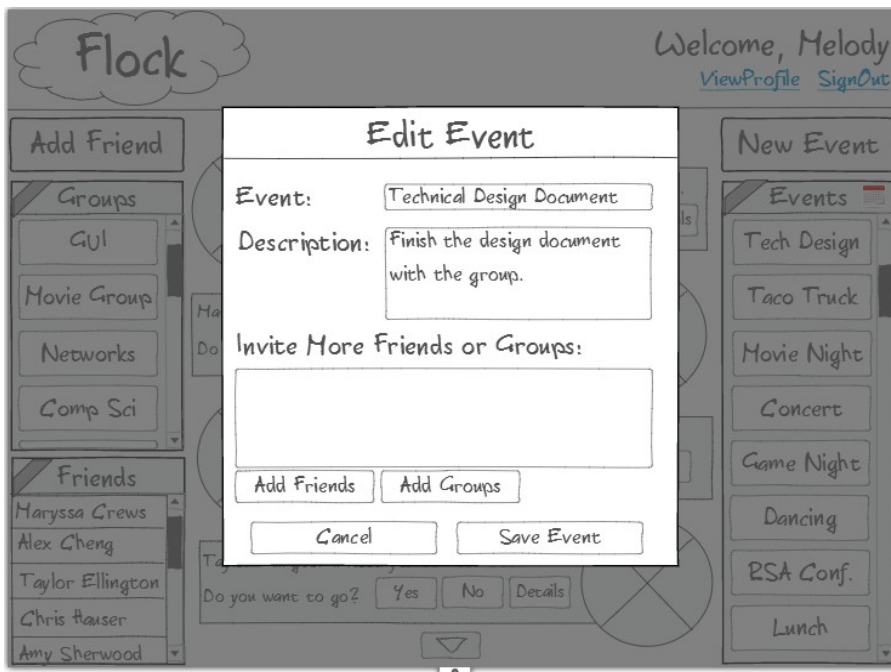 Flock
Welcome, Melody
ViewProfile SignOut
Add Friend
Groups
GUI
Movie Group
Networks
Comp Sci
Friends
Maryssa Crews
Alex Cheng
Taylor Ellington
Chris Hauser
Amy Sherwood
Edit Event
Event:
Technical Design Document
Description:
Finish the design document
with the group.
Invite More Friends or Groups:
Add Friends Add Groups
Cancel Save Event
Do you want to go? Yes No Details
New Event
Events
Tech Design
Taco Truck
Movie Night
Concert
Game Night
Dancing
RSA Conf.
Lunch